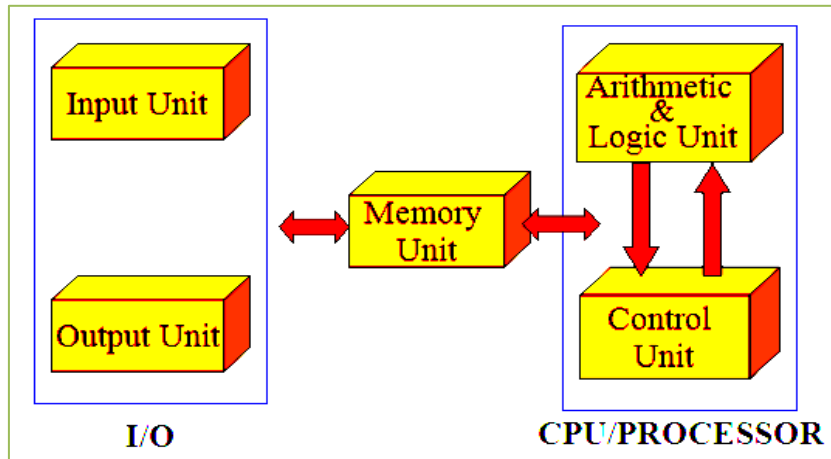 Input Unit
Output Unit
I/O
Memory
Unit
Arithmetic
&
Logic Unit
Control
Unit
CPU/PROCESSOR